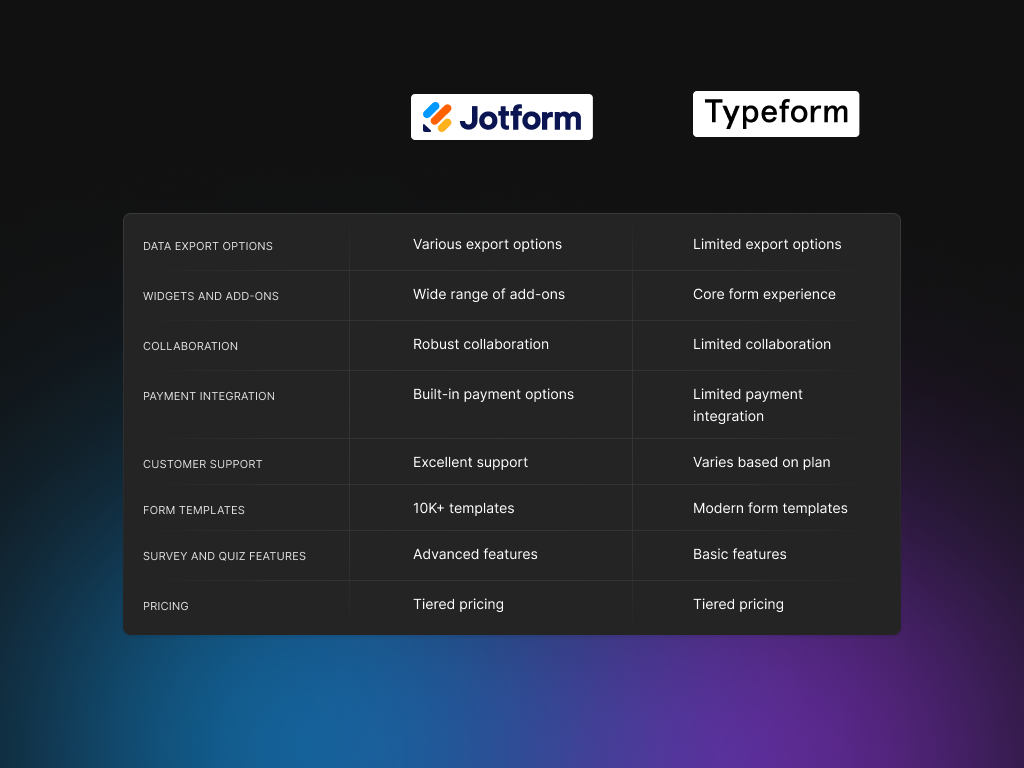 Jotform
Typeform
DATA EXPORT OPTIONS
Various export options
Limited export options
WIDGETS AND ADD-ONS
Wide range of add-ons
Core form experience
COLLABORATION
Robust collaboration
Limited collaboration
PAYMENT INTEGRATION
Built-in payment options
Limited payment
integration
CUSTOMER SUPPORT
Excellent support
Varies based on plan
FORM TEMPLATES
10K+ templates
Modern form templates
SURVEY AND QUIZ FEATURES
Advanced features
Basic features
PRICING
Tiered pricing
Tiered pricing